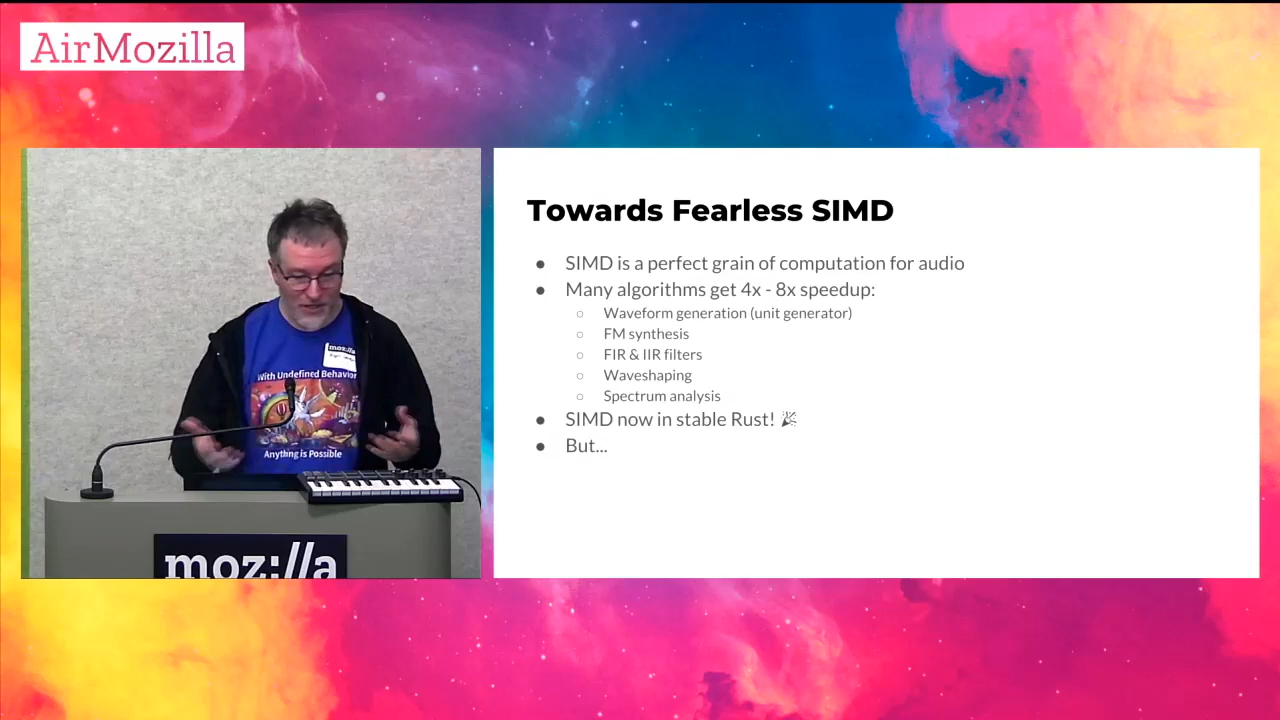 AirMozilla
Towards Fearless SIMD
● SIMD is a perfect grain of computation for audio
● Many algorithms get 4x - 8x speedup:
○ Waveform generation (unit generator)
○ FM synthesis
○ FIR & IIR filters
○ Waveshaping
○ Spectrum analysis
● SIMD now in stable Rust! 🎉
● But...
moz://a
With Undefined Behavior
Anything is Possible
moz://a